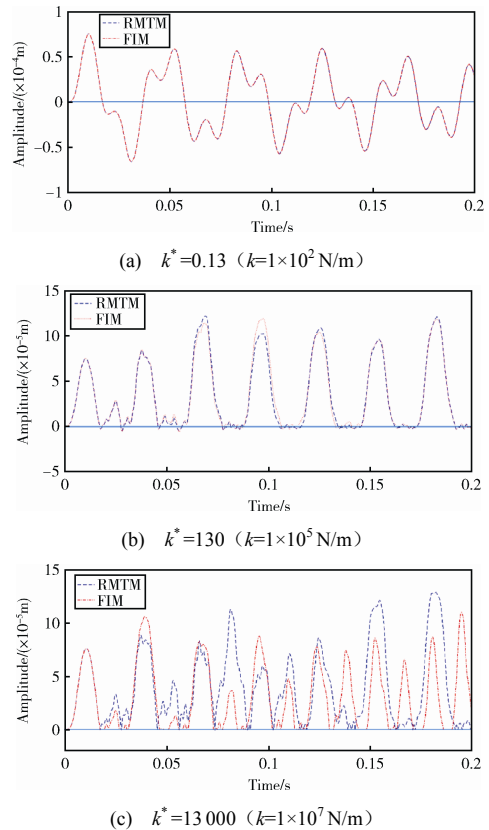 1
RMTM
FIM
0.5
0
−0.5
−1
Amplitude/(×10⁻⁴m)
0 0.05 0.1 0.15 0.2
Time/s
(a) k*=0.13（k=1×10² N/m）
15
RMTM
FIM
10
5
0
−5
Amplitude/(×10⁻⁵m)
0 0.05 0.1 0.15 0.2
Time/s
(b) k*=130（k=1×10⁵ N/m）
15
RMTM
FIM
10
5
0
Amplitude/(×10⁻⁵m)
0 0.05 0.1 0.15 0.2
Time/s
(c) k*=13 000（k=1×10⁷ N/m）